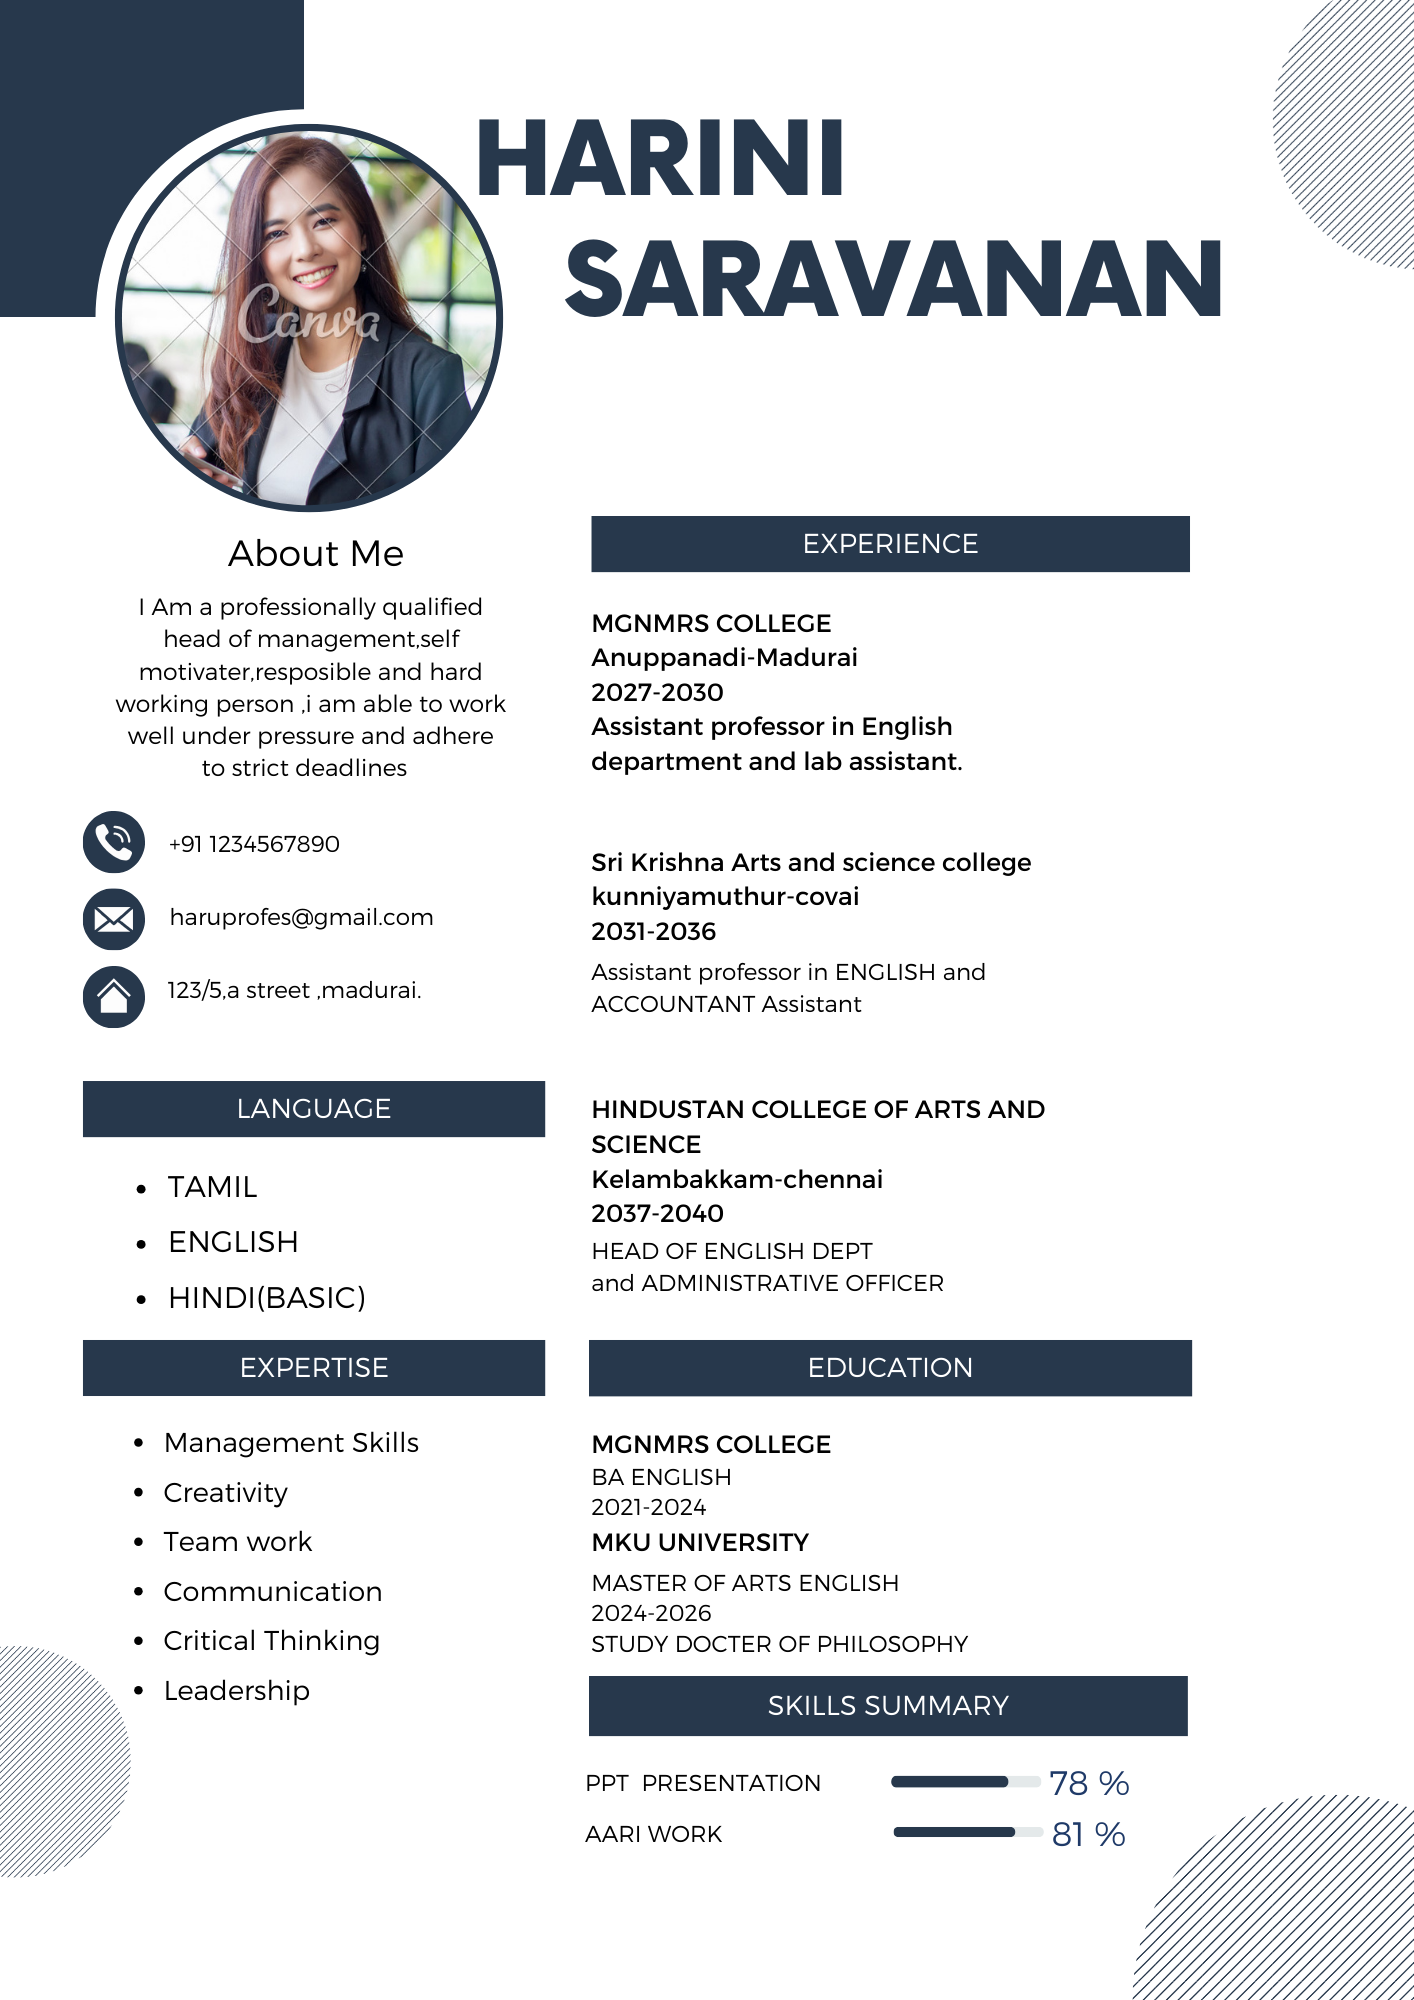 HARINI
SARAVANAN
Canva
About Me
I Am a professionally qualified
head of management,self
motivater,resposible and hard
working person ,i am able to work
well under pressure and adhere
to strict deadlines
+91 1234567890
haruprofes@gmail.com
123/5,a street ,madurai.
LANGUAGE
• TAMIL
• ENGLISH
• HINDI(BASIC)
EXPERTISE
• Management Skills
• Creativity
• Team work
• Communication
• Critical Thinking
• Leadership
EXPERIENCE
MGNMRS COLLEGE
Anuppanadi-Madurai
2027-2030
Assistant professor in English
department and lab assistant.
Sri Krishna Arts and science college
kunniyamuthur-covai
2031-2036
Assistant professor in ENGLISH and
ACCOUNTANT Assistant
HINDUSTAN COLLEGE OF ARTS AND
SCIENCE
Kelambakkam-chennai
2037-2040
HEAD OF ENGLISH DEPT
and ADMINISTRATIVE OFFICER
EDUCATION
MGNMRS COLLEGE
BA ENGLISH
2021-2024
MKU UNIVERSITY
MASTER OF ARTS ENGLISH
2024-2026
STUDY DOCTER OF PHILOSOPHY
SKILLS SUMMARY
PPT  PRESENTATION 78 %
AARI WORK 81 %